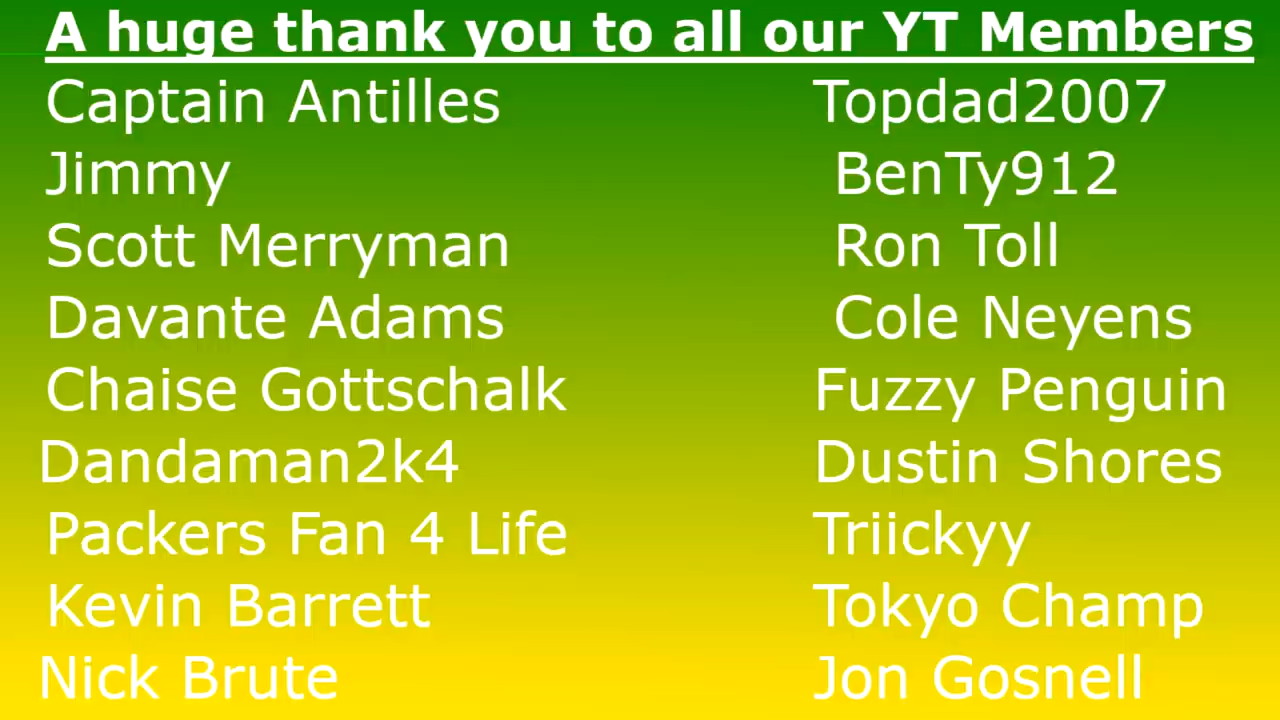 A huge thank you to all our YT Members
Captain Antilles
Jimmy
Scott Merryman
Davante Adams
Chaise Gottschalk
Dandaman2k4
Packers Fan 4 Life
Kevin Barrett
Nick Brute
Topdad2007
BenTy912
Ron Toll
Cole Neyens
Fuzzy Penguin
Dustin Shores
Triickyy
Tokyo Champ
Jon Gosnell